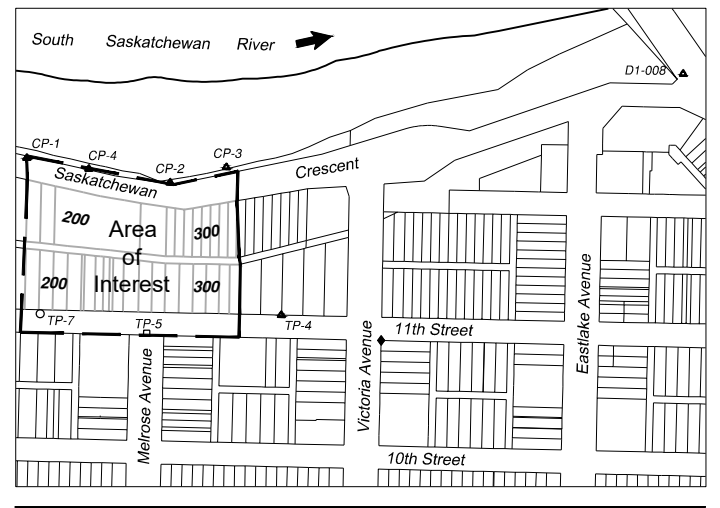 South Saskatchewan River
D1-008
CP-1
CP-4
CP-2
CP-3
Saskatchewan
Crescent
200
Area
of
Interest
300
200
300
TP-7
TP-5
TP-4
11th Street
Melrose Avenue
Victoria Avenue
Eastlake Avenue
10th Street